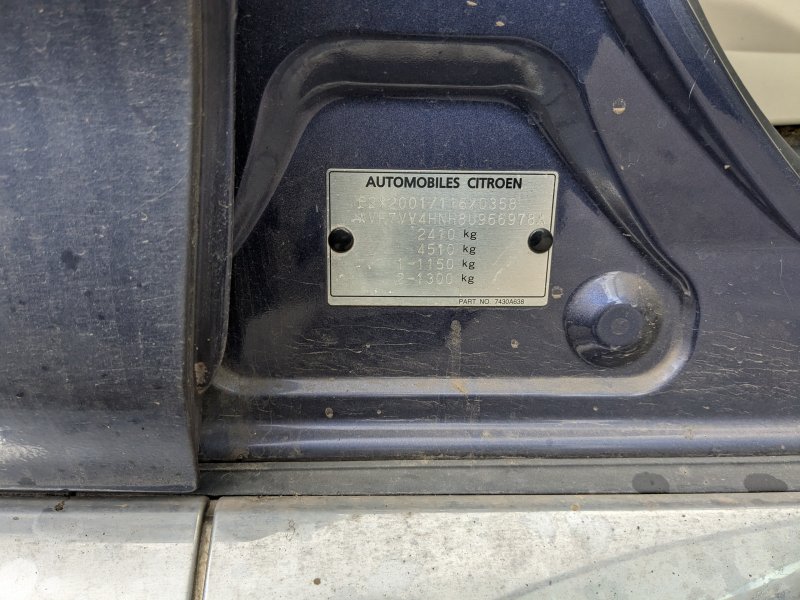 AUTOMOBILES CITROEN
E2*2001/116*0358
*VF7VV4HNH8U956978*
2410 kg
4510 kg
1-1150 kg
2-1300 kg
PART. NO. 7430A638